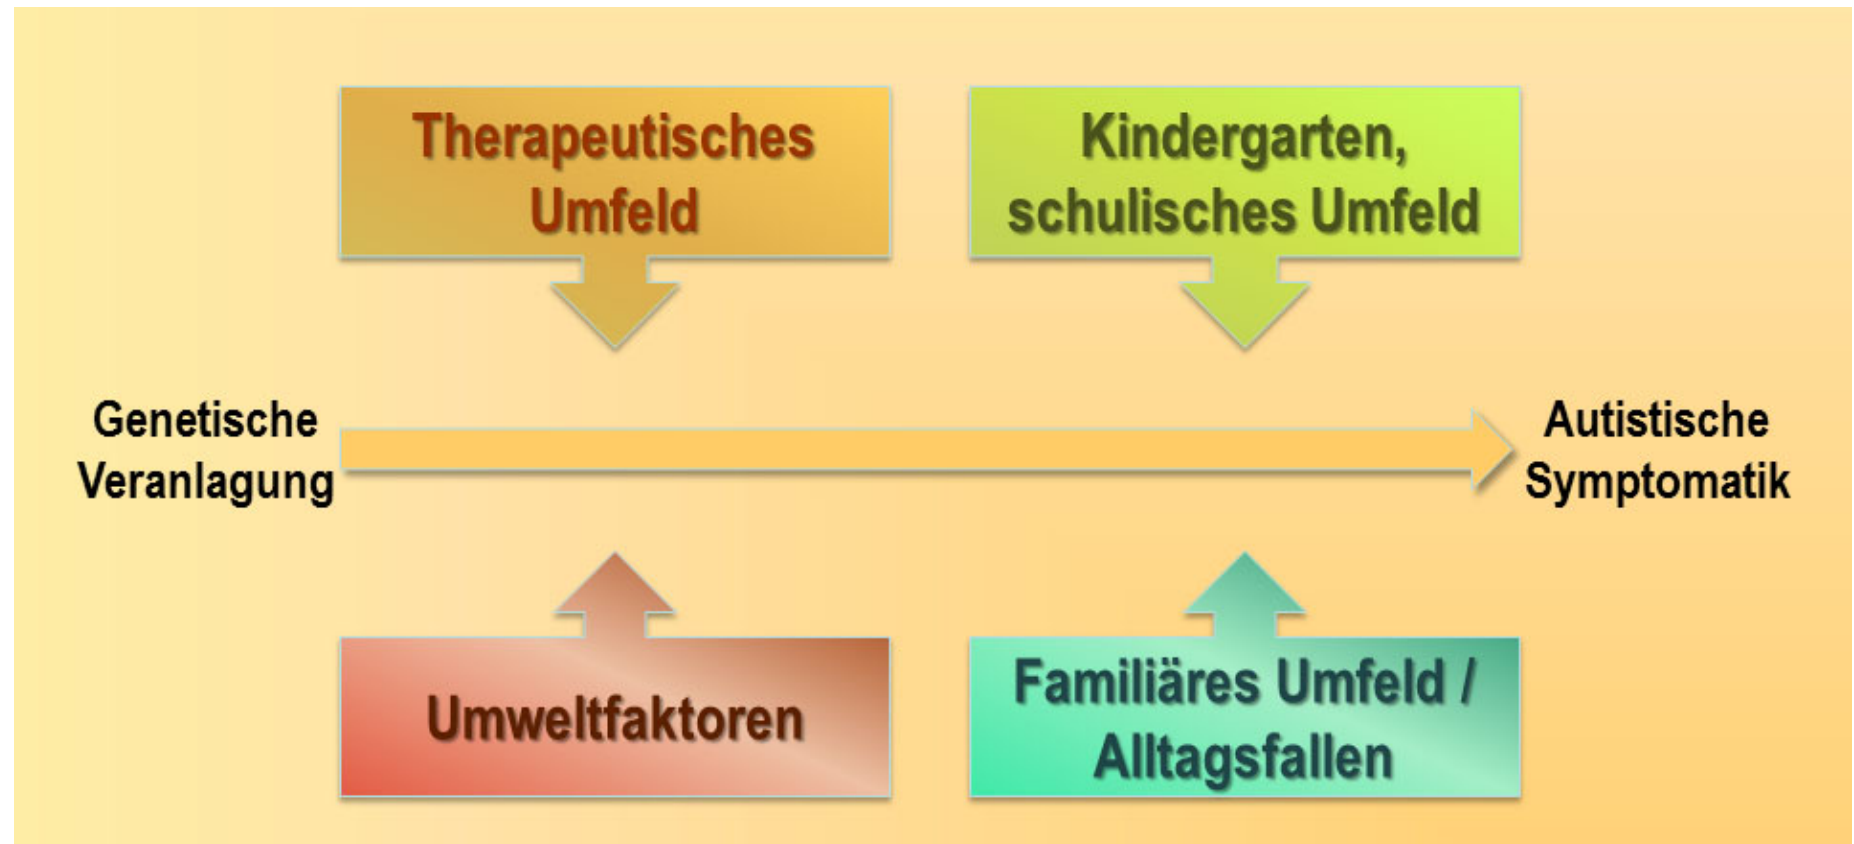 Therapeutisches
Umfeld
Kindergarten,
schulisches Umfeld
Genetische
Veranlagung
Autistische
Symptomatik
Umweltfaktoren
Familiäres Umfeld /
Alltagsfallen